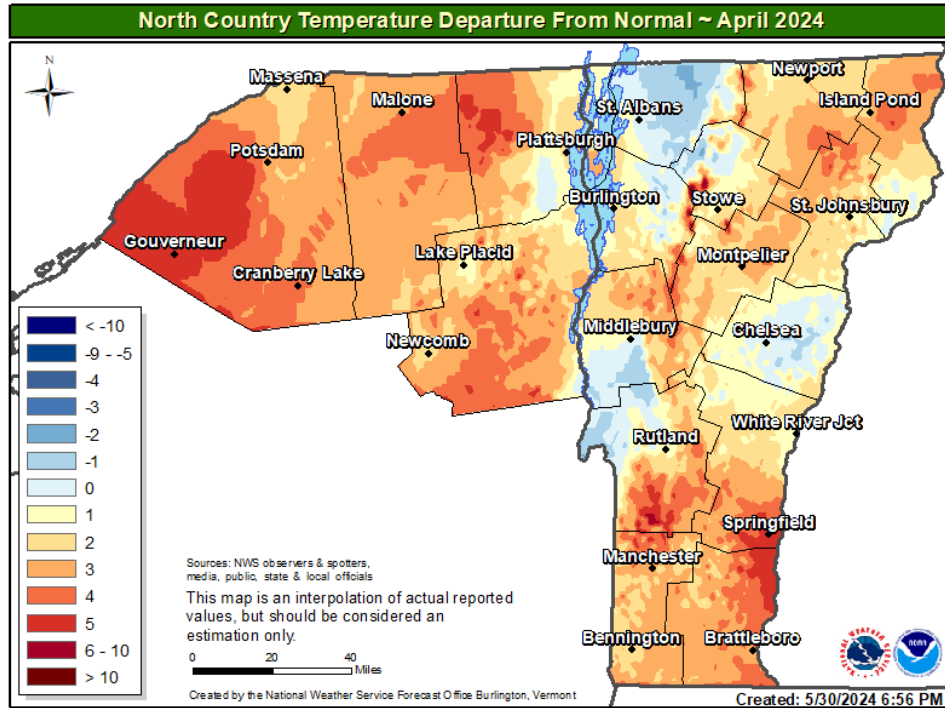 North Country Temperature Departure From Normal ~ April 2024
N
Massena
Newport
Malone
St. Albans
Island Pond
Plattsburgh
Potsdam
Burlington
Stowe
St. Johnsbury
Gouverneur
Lake Placid
Montpelier
Cranberry Lake
Middlebury
Chelsea
Newcomb
White River Jct
Rutland
Springfield
Manchester
Bennington
Brattleboro
< -10
-9 - -5
-4
-3
-2
-1
0
1
2
3
4
5
6 - 10
> 10
Sources: NWS observers & spotters,
media, public, state & local officials
This map is an interpolation of actual reported
values, but should be considered an
estimation only.
0 20 40
Miles
Created by the National Weather Service Forecast Office Burlington, Vermont
NATIONAL WEATHER SERVICE
NOAA
Created: 5/30/2024 6:56 PM